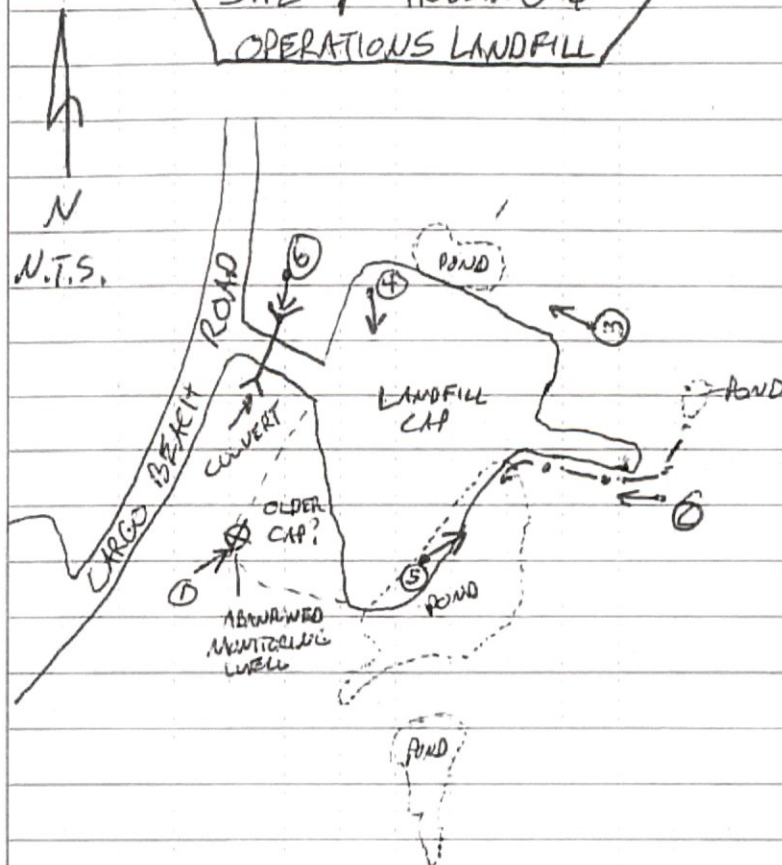 OPERATIONS LANDFILL
N
N.T.S.
CARGO BEACH ROAD
6
4
POND
3
LANDFILL
CAP
POND
CULVERT
OLDER
CAP?
1
ABANDONED
MONITORING
WELL
5
POND
6
POND